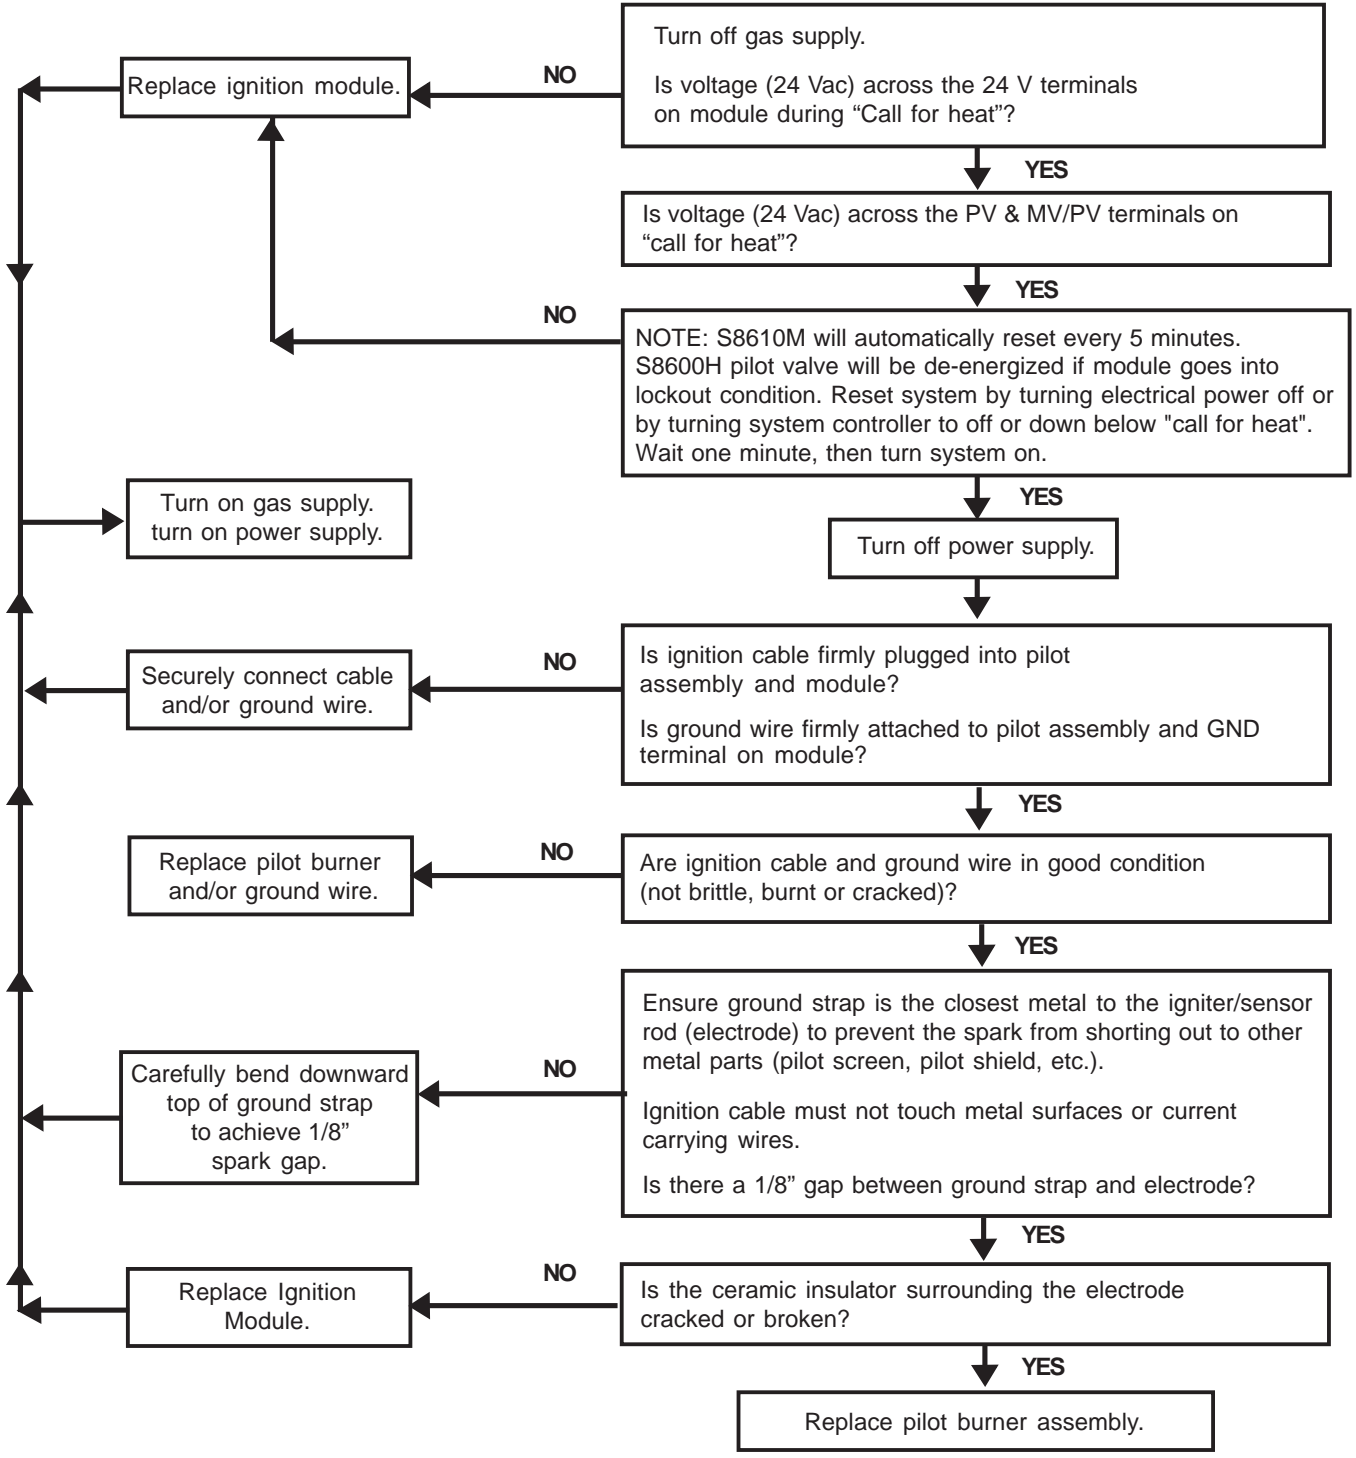 Turn off gas supply.
Is voltage (24 Vac) across the 24 V terminals
on module during “Call for heat”?
NO
Replace ignition module.
YES
Is voltage (24 Vac) across the PV & MV/PV terminals on
“call for heat”?
YES
NO
NOTE: S8610M will automatically reset every 5 minutes.
S8600H pilot valve will be de-energized if module goes into
lockout condition. Reset system by turning electrical power off or
by turning system controller to off or down below "call for heat".
Wait one minute, then turn system on.
YES
Turn on gas supply.
turn on power supply.
Turn off power supply.
Is ignition cable firmly plugged into pilot
assembly and module?
Is ground wire firmly attached to pilot assembly and GND
terminal on module?
NO
Securely connect cable
and/or ground wire.
YES
Are ignition cable and ground wire in good condition
(not brittle, burnt or cracked)?
NO
Replace pilot burner
and/or ground wire.
YES
Ensure ground strap is the closest metal to the igniter/sensor
rod (electrode) to prevent the spark from shorting out to other
metal parts (pilot screen, pilot shield, etc.).
Ignition cable must not touch metal surfaces or current
carrying wires.
Is there a 1/8” gap between ground strap and electrode?
NO
Carefully bend downward
top of ground strap
to achieve 1/8”
spark gap.
YES
Is the ceramic insulator surrounding the electrode
cracked or broken?
NO
Replace Ignition
Module.
YES
Replace pilot burner assembly.